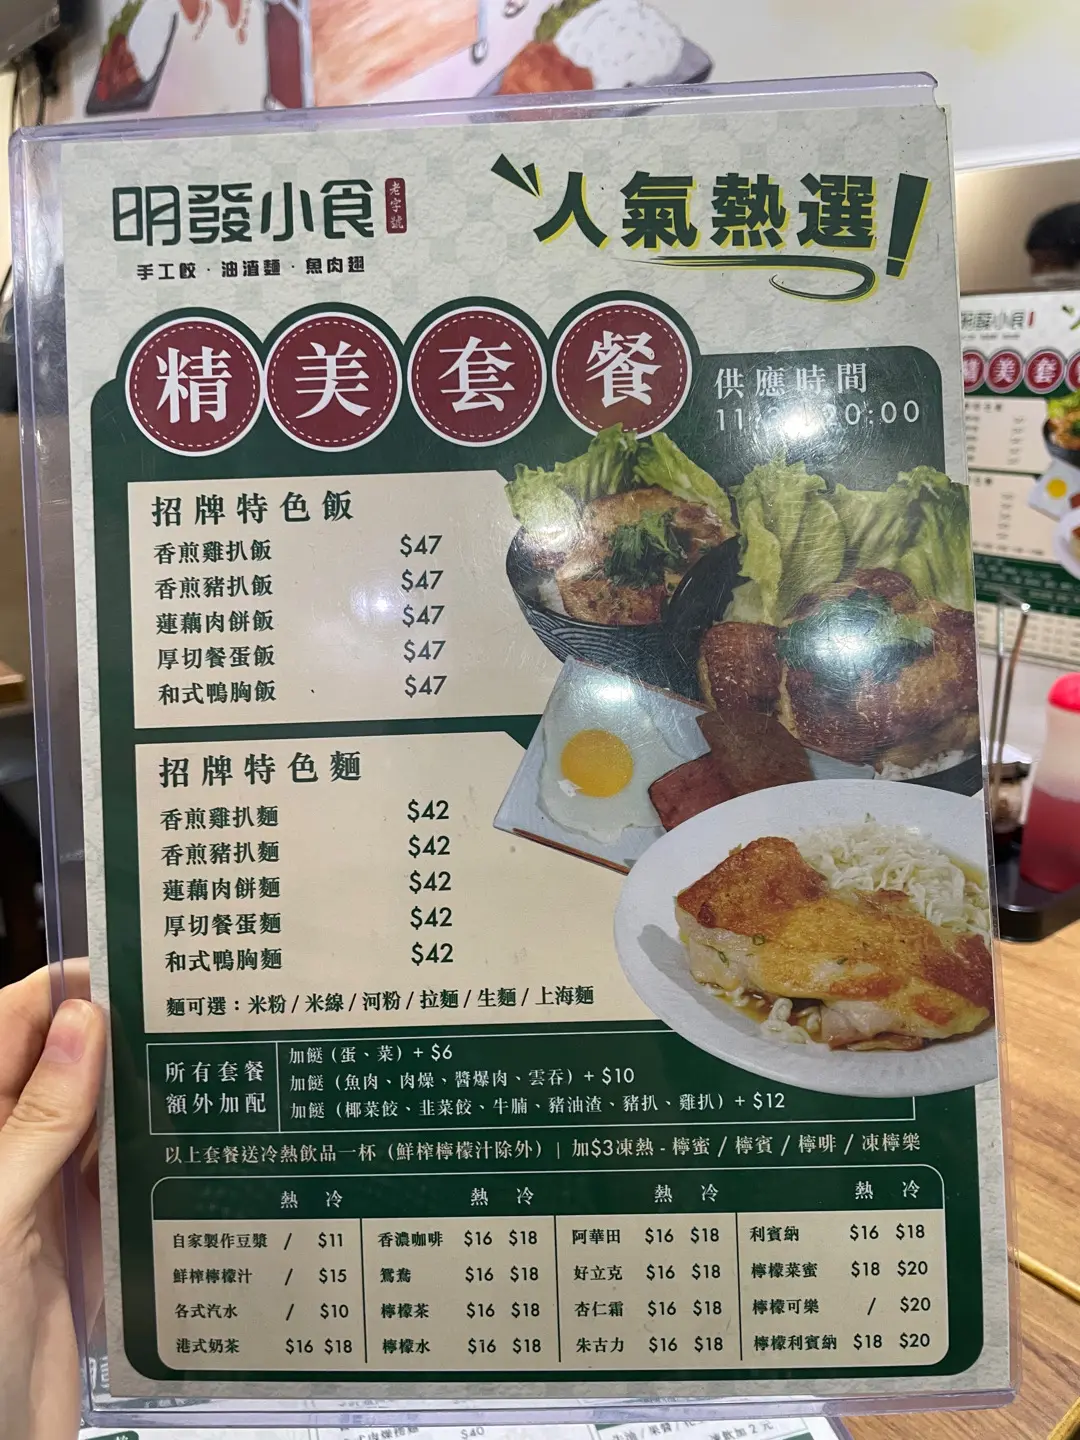 明發小食 老字號
手工餃·油渣麵·魚肉翅
人氣熱選!
精美套餐
供應時間
20:00
招牌特色飯
香煎雞扒飯 $47
香煎豬扒飯 $47
蓮藕肉餅飯 $47
厚切餐蛋飯 $47
和式鴨胸飯 $47
招牌特色麵
香煎雞扒麵 $42
香煎豬扒麵 $42
蓮藕肉餅麵 $42
厚切餐蛋麵 $42
和式鴨胸麵 $42
麵可選：米粉/米線/河粉/拉麵/生麵/上海麵
所有套餐額外加配
加餸（蛋、菜）+ $6
加餸（魚肉、肉燥、醬爆肉、雲吞）+ $10
加餸（椰菜餃、韭菜餃、牛腩、豬油渣、豬扒、雞扒）+ $12
以上套餐送冷熱飲品一杯（鮮榨檸檬汁除外）| 加$3凍熱 - 檸蜜 / 檸賓 / 檸啡 / 凍檸樂
熱 冷 熱 冷 熱 冷 熱 冷
自家製作豆漿 / $11 香濃咖啡 $16 $18 阿華田 $16 $18 利賓納 $16 $18
鮮榨檸檬汁 / $15 鴛鴦 $16 $18 好立克 $16 $18 檸檬菜蜜 $18 $20
各式汽水 / $10 檸檬茶 $16 $18 杏仁霜 $16 $18 檸檬可樂 / $20
港式奶茶 $16 $18 檸檬水 $16 $18 朱古力 $16 $18 檸檬利賓納 $18 $20
$40